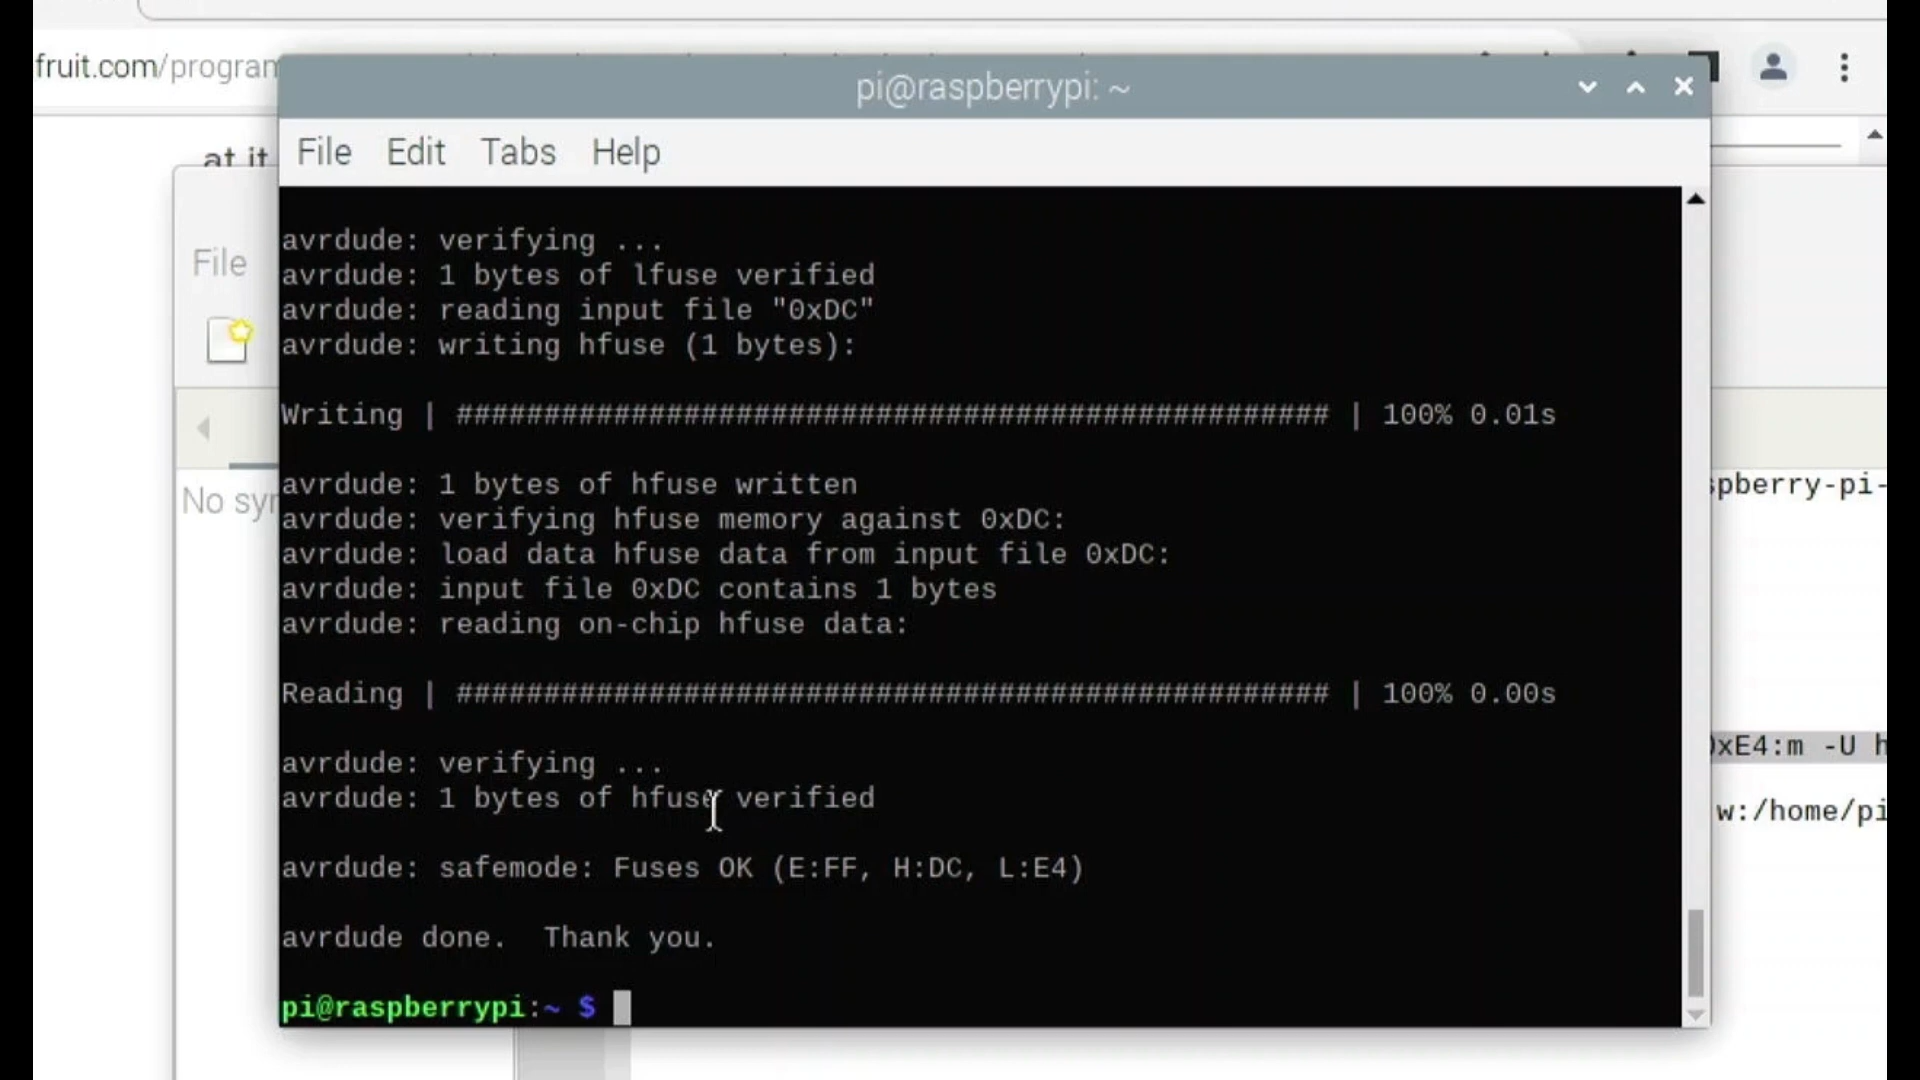 fruit.com/program
pi@raspberrypi: ~
File Edit Tabs Help
at it
File
No syr
avrdude: verifying ...
avrdude: 1 bytes of lfuse verified
avrdude: reading input file "0xDC"
avrdude: writing hfuse (1 bytes):
Writing | ################################################## | 100% 0.01s
avrdude: 1 bytes of hfuse written
avrdude: verifying hfuse memory against 0xDC:
avrdude: load data hfuse data from input file 0xDC:
avrdude: input file 0xDC contains 1 bytes
avrdude: reading on-chip hfuse data:
Reading | ################################################## | 100% 0.00s
avrdude: verifying ...
avrdude: 1 bytes of hfuse verified
avrdude: safemode: Fuses OK (E:FF, H:DC, L:E4)
avrdude done.  Thank you.
pi@raspberrypi:~ $
spberry-pi-
0xE4:m -U h
w:/home/pi